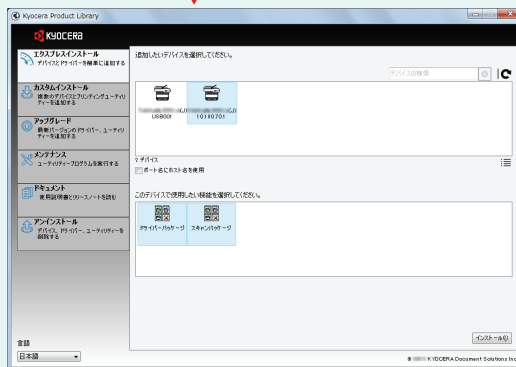 Kyocera Product Library
KYOCERA
エクスプレスインストール
デバイスとドライバーを簡単に追加する
カスタムインストール
複数のデバイスとプリンティングユーティリ
ティーを追加する
アップグレード
最新バージョンのドライバー、ユーティリ
ティーを追加する
メンテナンス
ユーティリティープログラムを実行する
ドキュメント
使用説明書とリリースノートを読む
アンインストール
デバイス、ドライバー、ユーティリティーを
削除する
言語
日本語
追加したいデバイスを選択してください。
デバイスの検索
USB001
10.180.70.1
2 デバイス
ポート名にホスト名を使用
このデバイスで使用したい機能を選択してください。
ドライバーパッケージ
スキャンパッケージ
インストール(I)
© KYOCERA Document Solutions Inc.